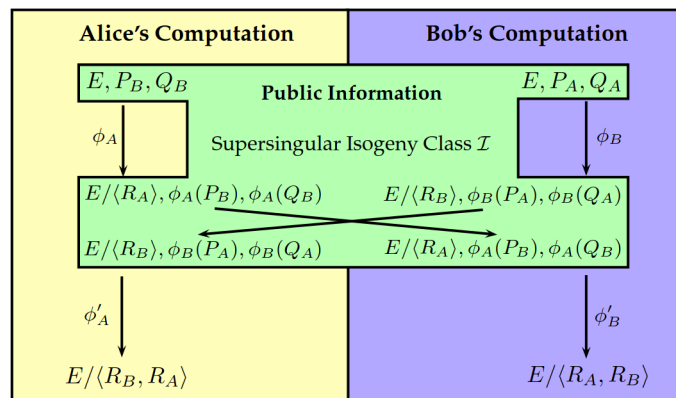 Alice's Computation
Bob's Computation
E, P_B, Q_B
Public Information
E, P_A, Q_A
ϕ_A
Supersingular Isogeny Class ℐ
ϕ_B
E/⟨R_A⟩, ϕ_A(P_B), ϕ_A(Q_B)
E/⟨R_B⟩, ϕ_B(P_A), ϕ_B(Q_A)
E/⟨R_B⟩, ϕ_B(P_A), ϕ_B(Q_A)
E/⟨R_A⟩, ϕ_A(P_B), ϕ_A(Q_B)
ϕ'_A
ϕ'_B
E/⟨R_B, R_A⟩
E/⟨R_A, R_B⟩